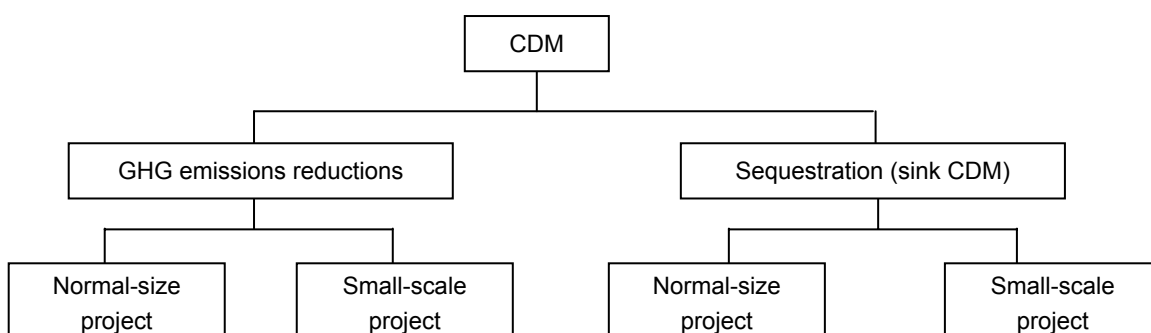 CDM
GHG emissions reductions
Sequestration (sink CDM)
Normal-size
project
Small-scale
project
Normal-size
project
Small-scale
project